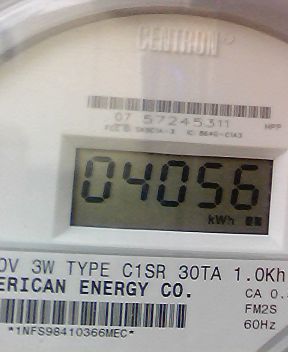 CENTRON
07 57245311
HPP
04056
kWh
0V 3W TYPE C1SR 30TA 1.0Kh
ERICAN ENERGY CO.
CA 0.
FM2S
60Hz
*1NFS98410366MEC*